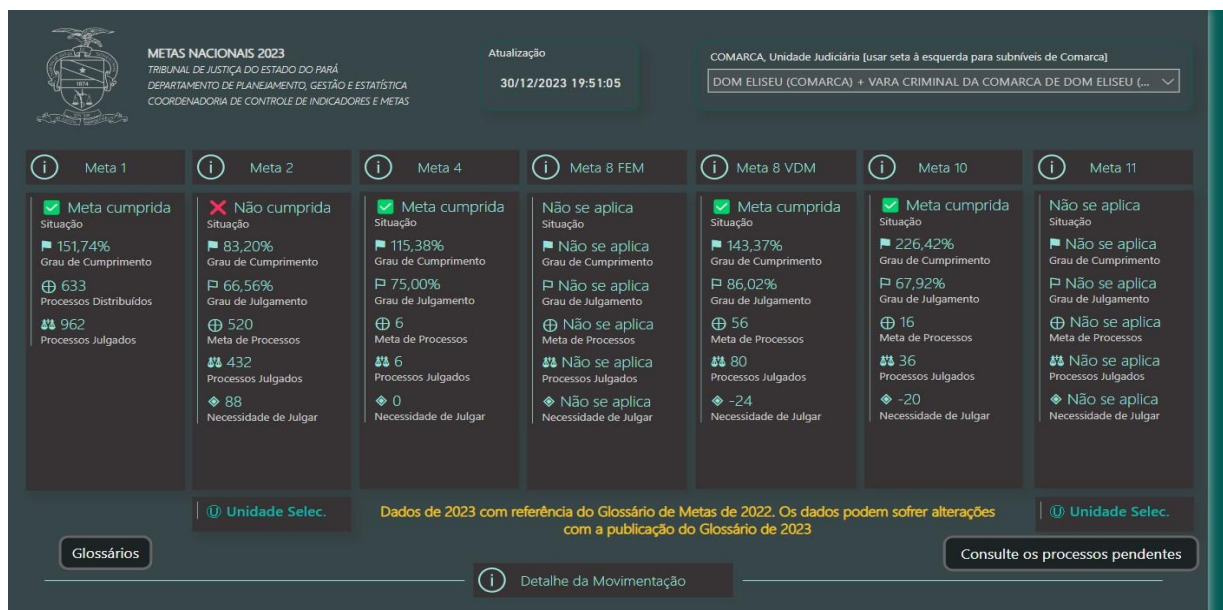 METAS NACIONAIS 2023
TRIBUNAL DE JUSTIÇA DO ESTADO DO PARÁ
DEPARTAMENTO DE PLANEJAMENTO, GESTÃO E ESTATÍSTICA
COORDENADORIA DE CONTROLE DE INDICADORES E METAS
1874
Atualização
30/12/2023 19:51:05
COMARCA, Unidade Judiciária [usar seta à esquerda para subníveis de Comarca]
DOM ELISEU (COMARCA) + VARA CRIMINAL DA COMARCA DE DOM ELISEU (...
Meta 1
Meta cumprida
Situação
151,74%
Grau de Cumprimento
633
Processos Distribuídos
962
Processos Julgados
Meta 2
Não cumprida
Situação
83,20%
Grau de Cumprimento
66,56%
Grau de Julgamento
520
Meta de Processos
432
Processos Julgados
88
Necessidade de Julgar
Unidade Selec.
Meta 4
Meta cumprida
Situação
115,38%
Grau de Cumprimento
75,00%
Grau de Julgamento
6
Meta de Processos
6
Processos Julgados
0
Necessidade de Julgar
Meta 8 FEM
Não se aplica
Situação
Não se aplica
Grau de Cumprimento
Não se aplica
Grau de Julgamento
Não se aplica
Meta de Processos
Não se aplica
Processos Julgados
Não se aplica
Necessidade de Julgar
Meta 8 VDM
Meta cumprida
Situação
143,37%
Grau de Cumprimento
86,02%
Grau de Julgamento
56
Meta de Processos
80
Processos Julgados
-24
Necessidade de Julgar
Meta 10
Meta cumprida
Situação
226,42%
Grau de Cumprimento
67,92%
Grau de Julgamento
16
Meta de Processos
36
Processos Julgados
-20
Necessidade de Julgar
Meta 11
Não se aplica
Situação
Não se aplica
Grau de Cumprimento
Não se aplica
Grau de Julgamento
Não se aplica
Meta de Processos
Não se aplica
Processos Julgados
Não se aplica
Necessidade de Julgar
Unidade Selec.
Dados de 2023 com referência do Glossário de Metas de 2022. Os dados podem sofrer alterações
com a publicação do Glossário de 2023
Glossários
Consulte os processos pendentes
Detalhe da Movimentação